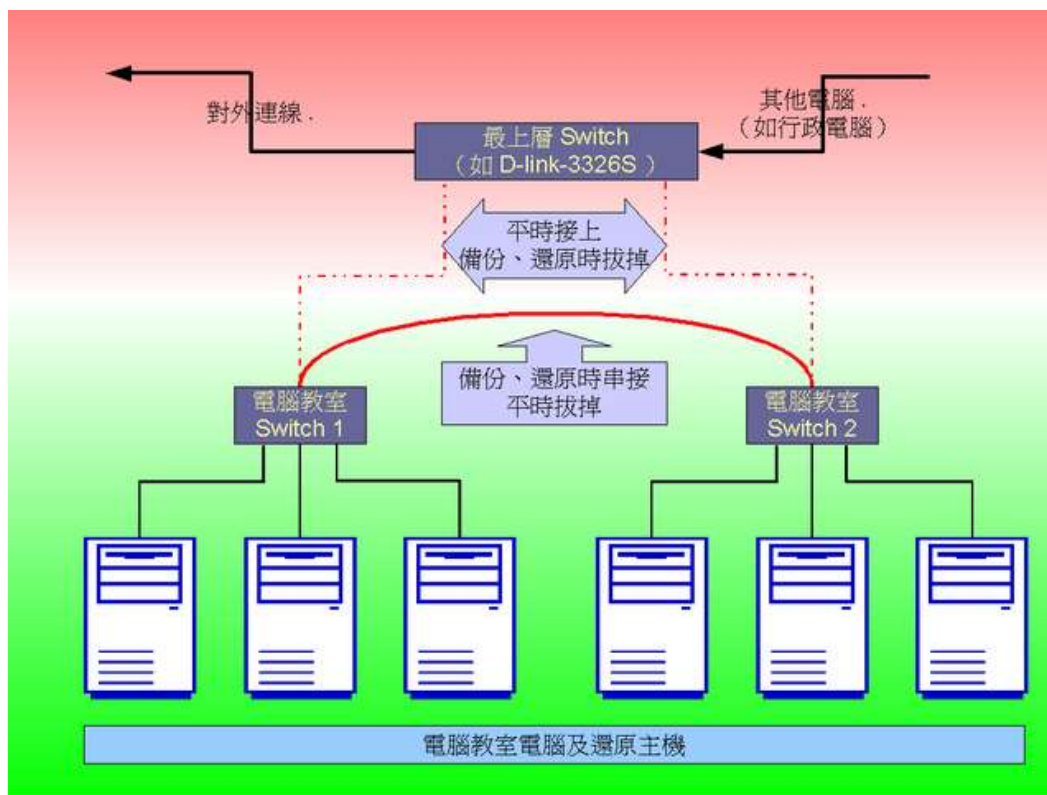 對外連線.
其他電腦.
（如行政電腦）
最上層 Switch
（如 D-link-3326S ）
平時接上
備份、還原時拔掉
備份、還原時串接
平時拔掉
電腦教室
Switch 1
電腦教室
Switch 2
電腦教室電腦及還原主機